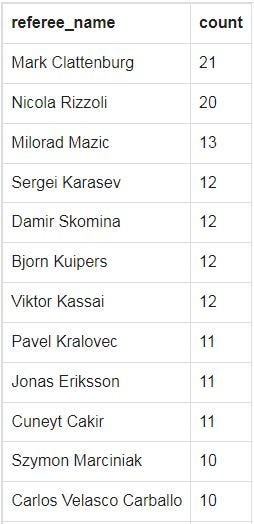 referee_name count
Mark Clattenburg 21
Nicola Rizzoli 20
Milorad Mazic 13
Sergei Karasev 12
Damir Skomina 12
Bjorn Kuipers 12
Viktor Kassai 12
Pavel Kralovec 11
Jonas Eriksson 11
Cuneyt Cakir 11
Szymon Marciniak 10
Carlos Velasco Carballo 10